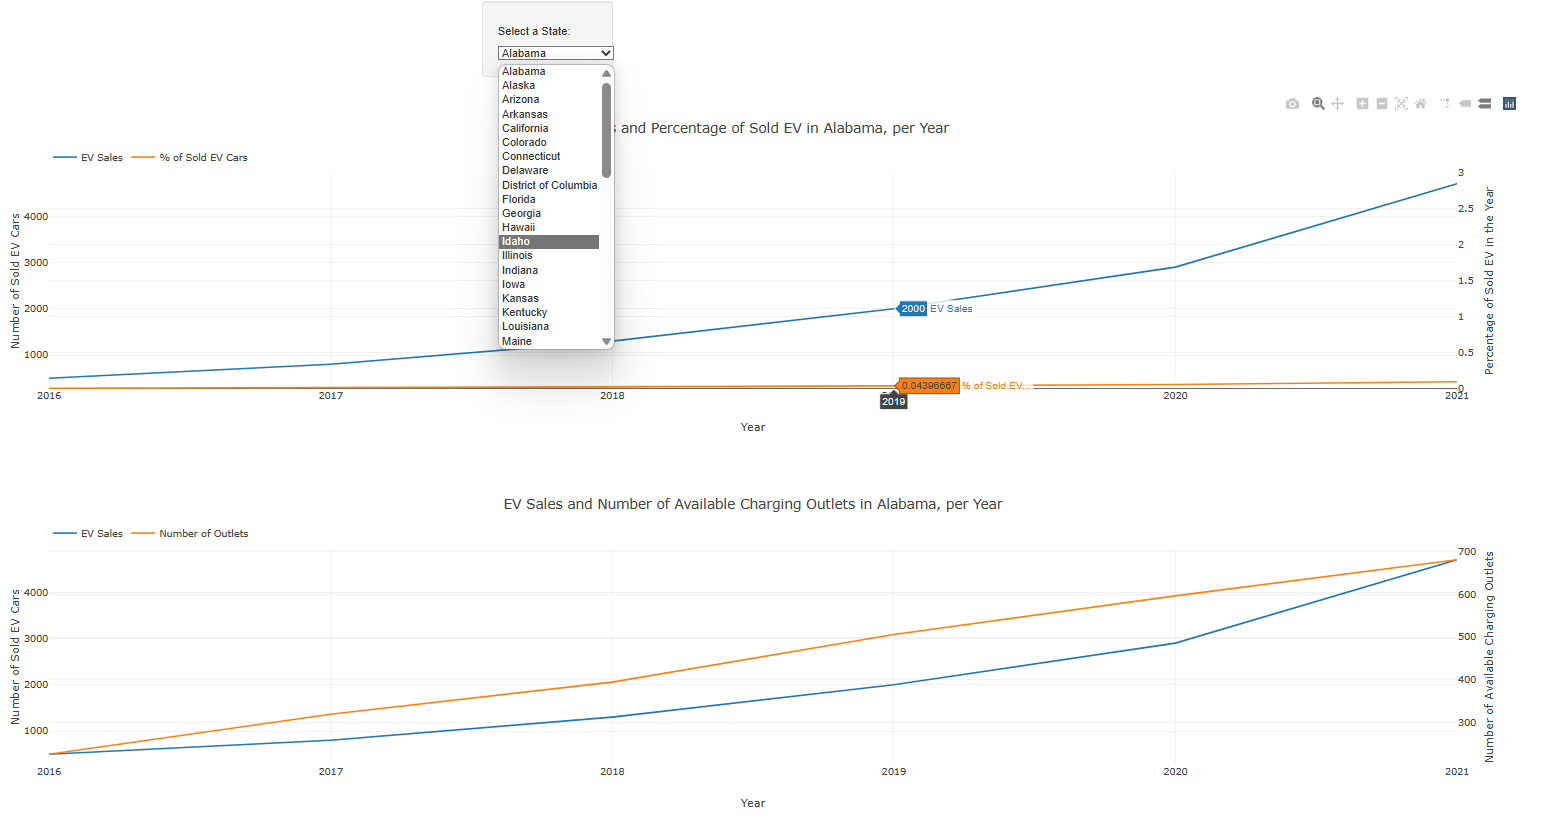 Select a State:
Alabama
Alabama
Alaska
Arizona
Arkansas
California
Colorado
Connecticut
Delaware
District of Columbia
Florida
Georgia
Hawaii
Idaho
Illinois
Indiana
Iowa
Kansas
Kentucky
Louisiana
Maine
and Percentage of Sold EV in Alabama, per Year
EV Sales
% of Sold EV Cars
Number of Sold EV Cars
4000
3000
2000
1000
3
2.5
2
1.5
1
0.5
0
Percentage of Sold EV in the Year
2000 EV Sales
0.04396667 % of Sold EV...
2019
2016
2017
2018
2020
2021
Year
EV Sales and Number of Available Charging Outlets in Alabama, per Year
EV Sales
Number of Outlets
Number of Sold EV Cars
4000
3000
2000
1000
700
600
500
400
300
Number of Available Charging Outlets
2016
2017
2018
2019
2020
2021
Year